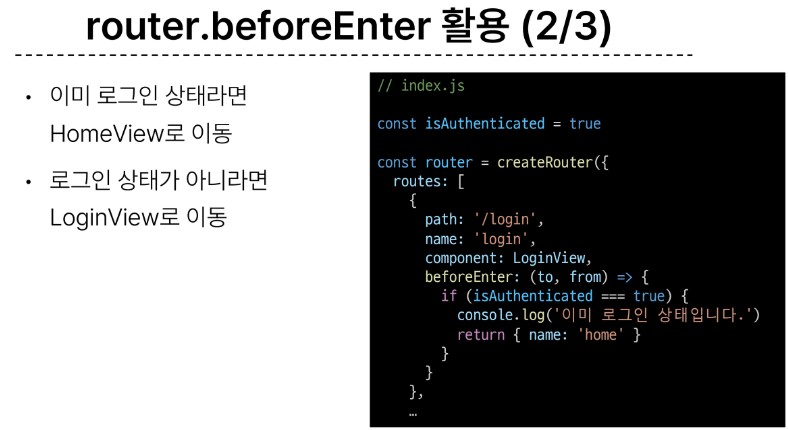 router.beforeEnter 활용 (2/3)
• 이미 로그인 상태라면
HomeView로 이동
• 로그인 상태가 아니라면
LoginView로 이동
// index.js
const isAuthenticated = true
const router = createRouter({
  routes: [
    {
      path: '/login',
      name: 'login',
      component: LoginView,
      beforeEnter: (to, from) => {
        if (isAuthenticated === true) {
          console.log('이미 로그인 상태입니다.')
          return { name: 'home' }
        }
      }
    },
    …